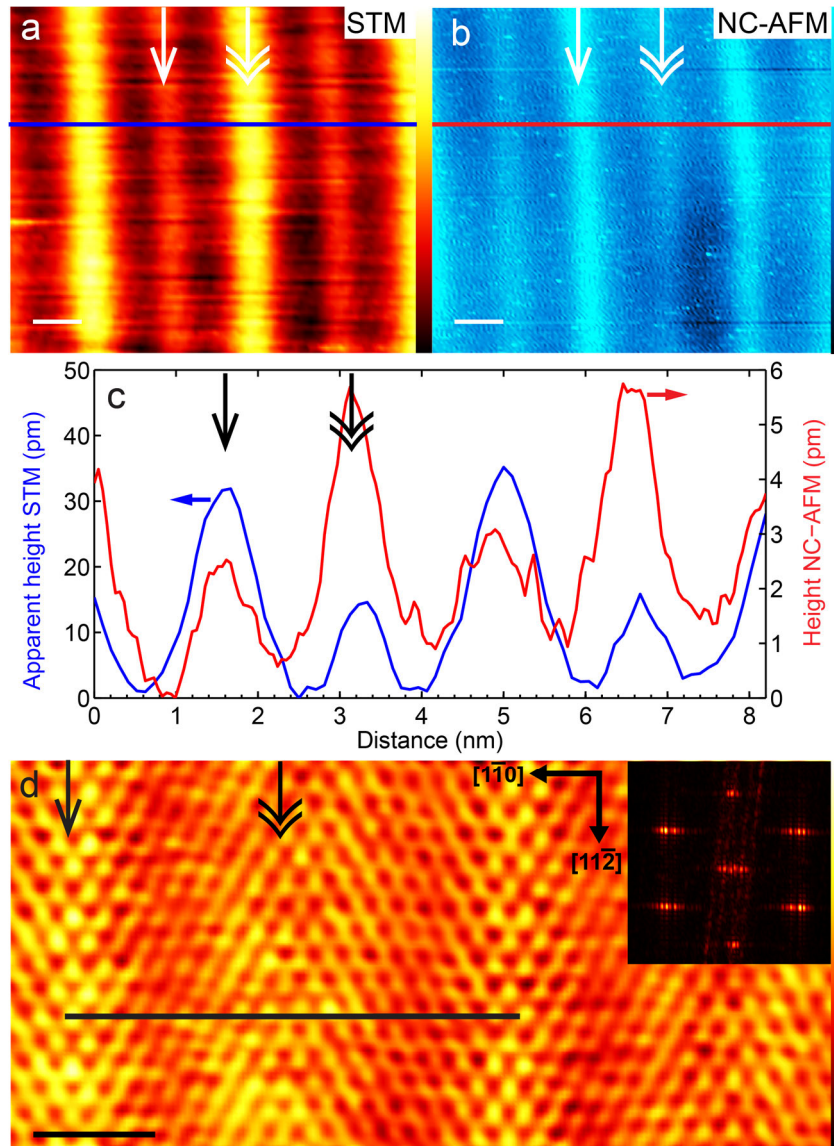 a
STM
b
NC-AFM
c
50
40
30
20
10
0
Apparent height STM (pm)
6
5
4
3
2
1
0
Height NC−AFM (pm)
0 1 2 3 4 5 6 7 8
Distance (nm)
d
[11̅0]
[112̅]